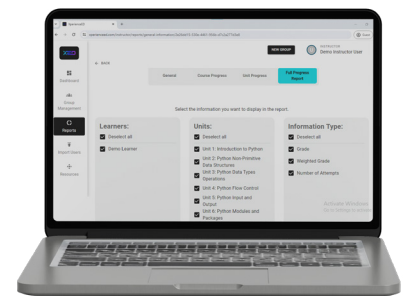 NEW GROUP
INSTRUCTOR
Demo Instructor User
← BACK
Dashboard
Group
Management
Reports
Import Users
Resources
General
Course Progress
Unit Progress
Full Progress
Report
Select the information you want to display in the report:
Learners:
Deselect all
Demo Learner
Units:
Deselect all
Unit 1: Introduction to Python
Unit 2: Python Non-Primitive
Data Structures
Unit 3: Python Data Types
Operations
Unit 4: Python Flow Control
Unit 5: Python Input and
Output
Unit 6: Python Modules and
Packages
Information Type:
Deselect all
Grade
Weighted Grade
Number of Attempts
Activate Windows